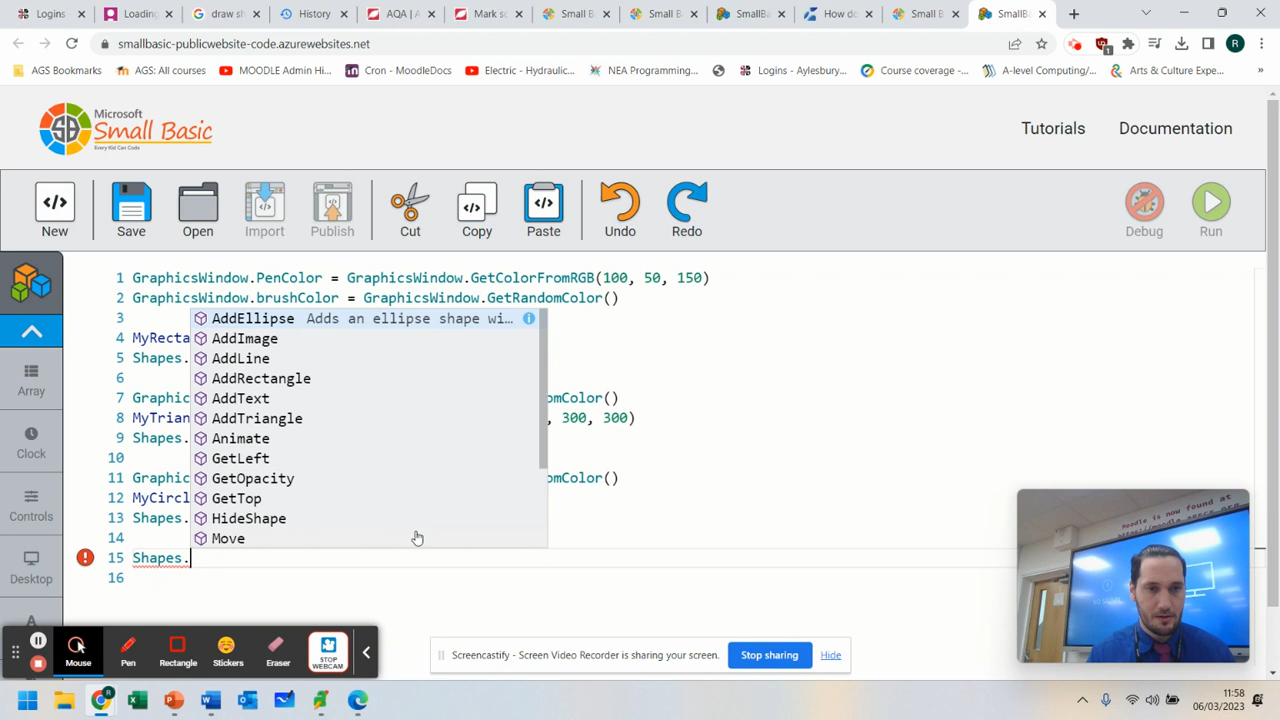 Logins
Loading
draw sh
History
AQA | A
Mark sc
Small B
Small B
SmallB
How do
Small B
SmallB
smallbasic-publicwebsite-code.azurewebsites.net
AGS Bookmarks
AGS: All courses
MOODLE Admin Hi...
Cron - MoodleDocs
Electric - Hydraulic...
NEA Programming...
Logins - Aylesbury...
Course coverage -...
A-level Computing/...
Arts & Culture Expe...
»
Microsoft
Small Basic
Every Kid Can Code
Tutorials
Documentation
New
Save
Open
Import
Publish
Cut
Copy
Paste
Undo
Redo
Debug
Run
1 GraphicsWindow.PenColor = GraphicsWindow.GetColorFromRGB(100, 50, 150)
2 GraphicsWindow.brushColor = GraphicsWindow.GetRandomColor()
3 AddEllipse Adds an ellipse shape wi...
4 MyRecta AddImage
5 Shapes. AddLine
6 AddRectangle
7 Graphic AddText omColor()
8 MyTrian AddTriangle , 300, 300)
9 Shapes. Animate
10 GetLeft
11 Graphic GetOpacity omColor()
12 MyCircl GetTop
13 Shapes. HideShape
14 Move
15 Shapes.
16
Array
Clock
Controls
Desktop
Mouse
Pen
Rectangle
Stickers
Eraser
STOP WEBCAM
Screencastify - Screen Video Recorder is sharing your screen.
Stop sharing
Hide
Moodle is now found at
11:58
06/03/2023